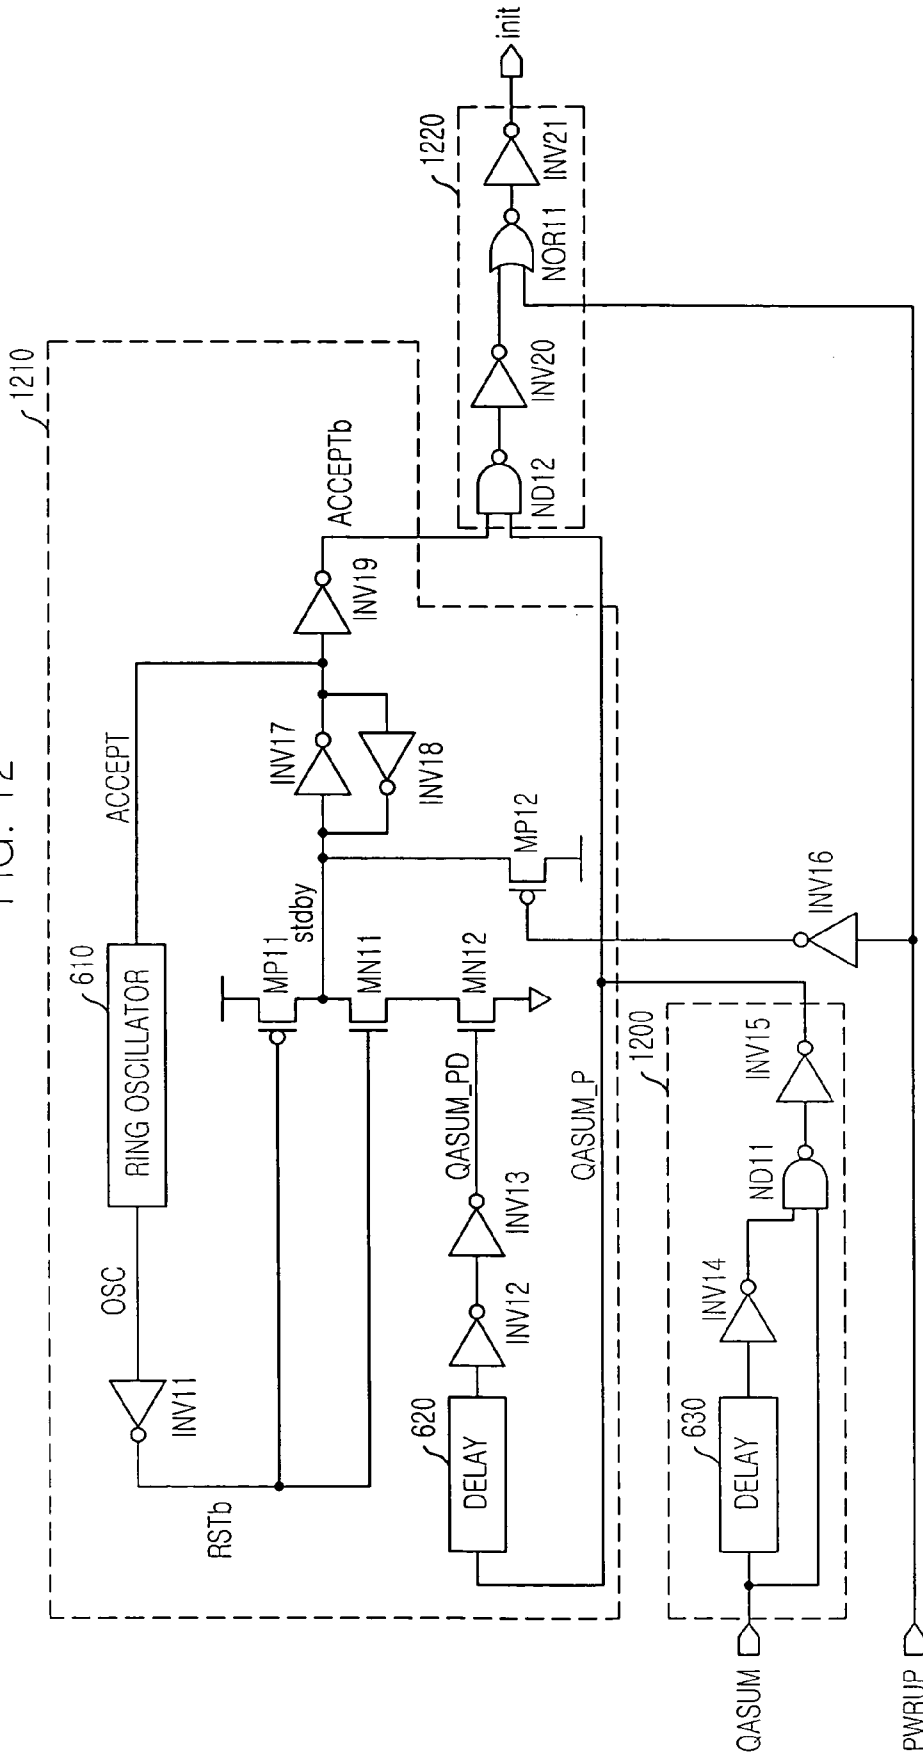 FIG. 12
1210
RING OSCILLATOR
610
ACCEPT
OSC
INV11
RSTb
MP11
stdby
MN11
MN12
INV17
INV18
INV19
ACCEPTb
MP12
QASUM_PD
INV12
INV13
DELAY
620
QASUM_P
1220
ND12
INV20
NOR11
INV21
init
1200
DELAY
630
INV14
ND11
INV15
INV16
QASUM
PWRUP